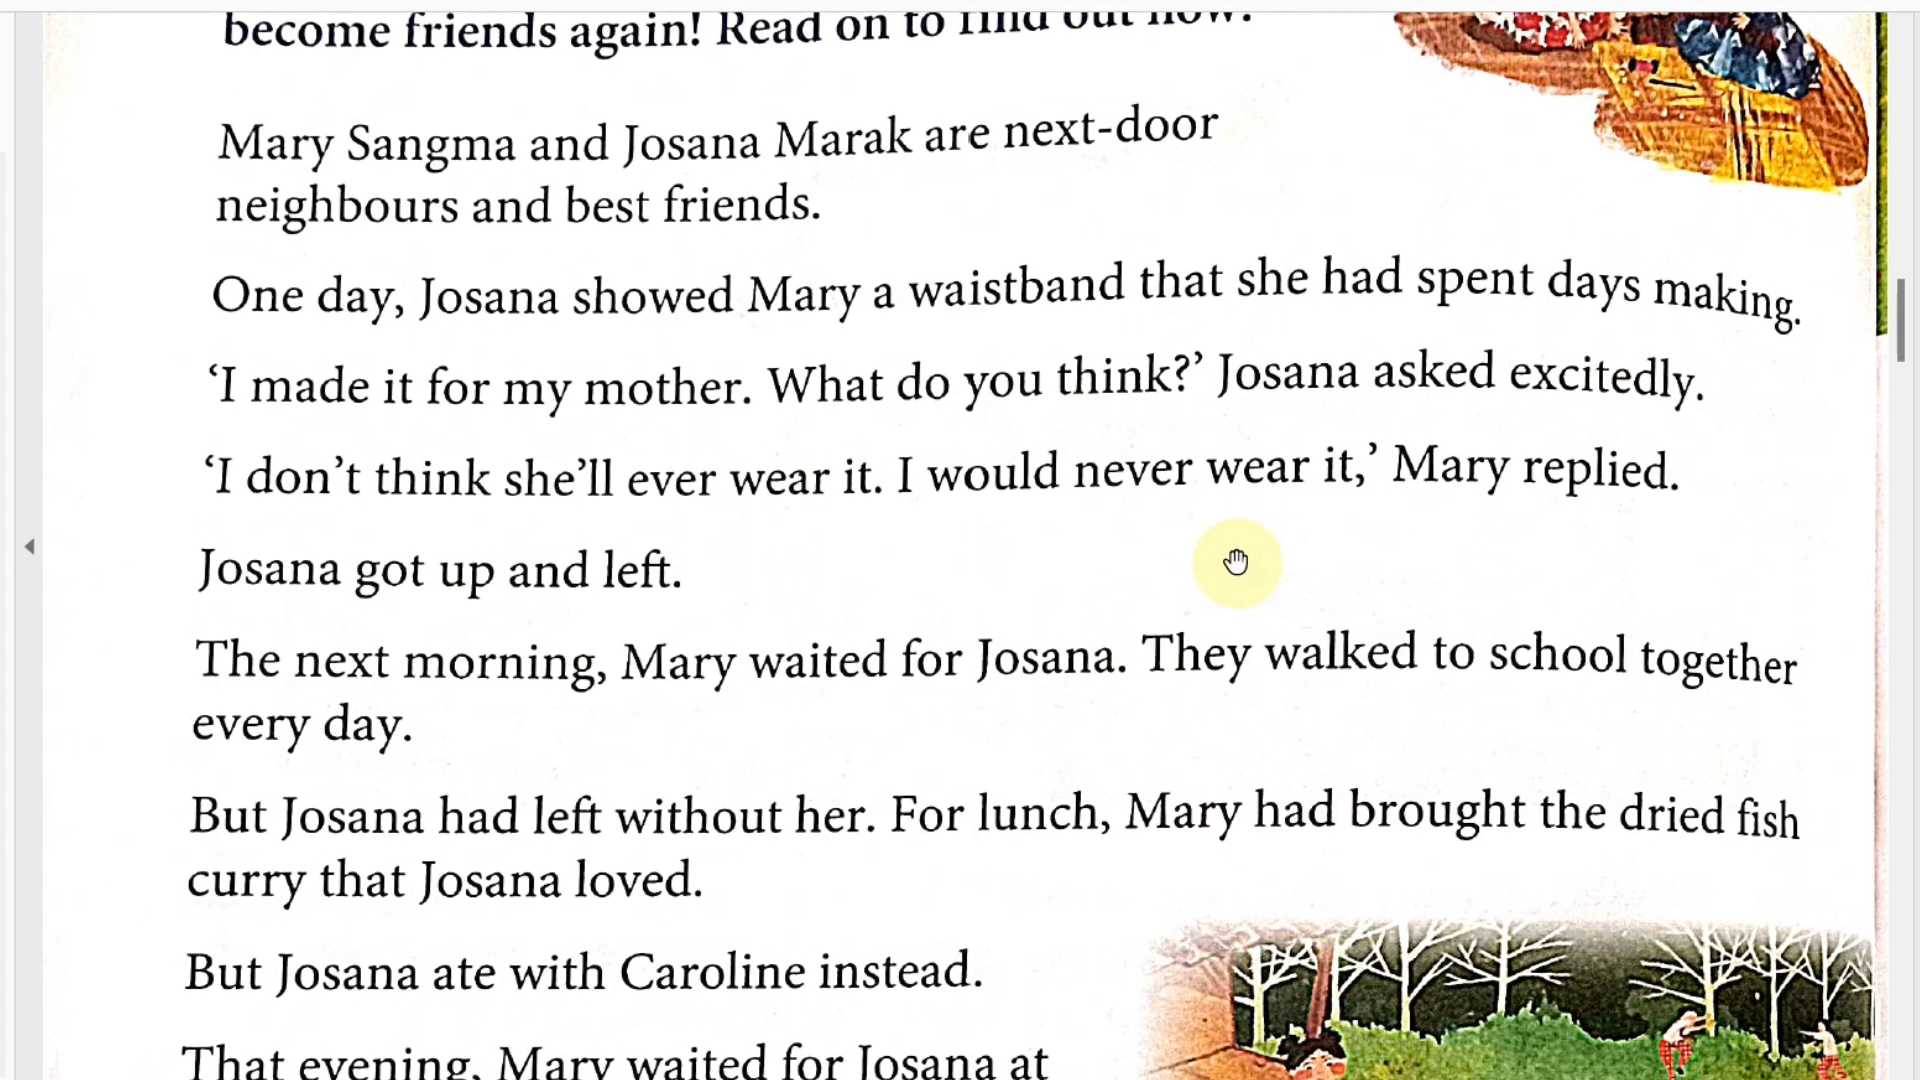 become friends again! Read on to find out how!
Mary Sangma and Josana Marak are next-door
neighbours and best friends.
One day, Josana showed Mary a waistband that she had spent days making.
‘I made it for my mother. What do you think?’ Josana asked excitedly.
‘I don’t think she’ll ever wear it. I would never wear it,’ Mary replied.
Josana got up and left.
The next morning, Mary waited for Josana. They walked to school together
every day.
But Josana had left without her. For lunch, Mary had brought the dried fish
curry that Josana loved.
But Josana ate with Caroline instead.
That evening, Mary waited for Josana at